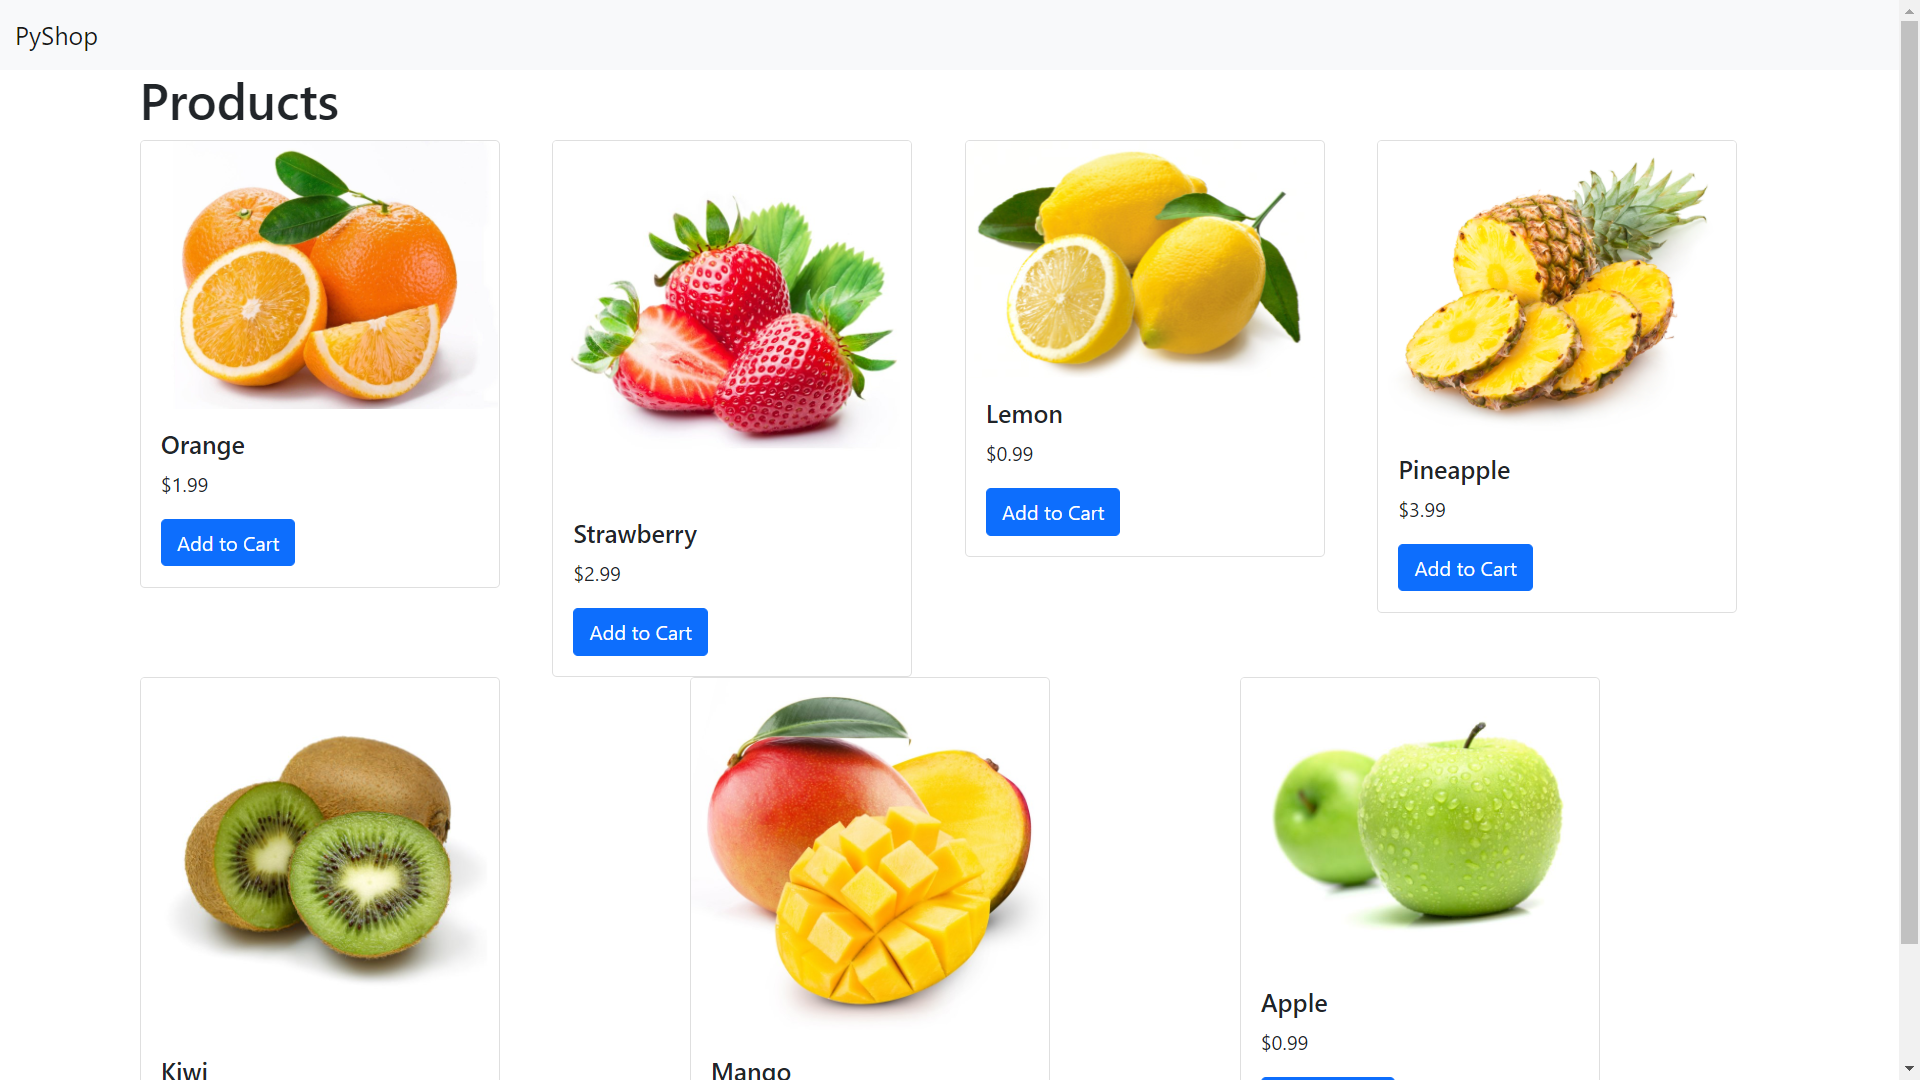 PyShop
Products
Orange
$1.99
Add to Cart
Strawberry
$2.99
Add to Cart
Lemon
$0.99
Add to Cart
Pineapple
$3.99
Add to Cart
Kiwi
Mango
Apple
$0.99